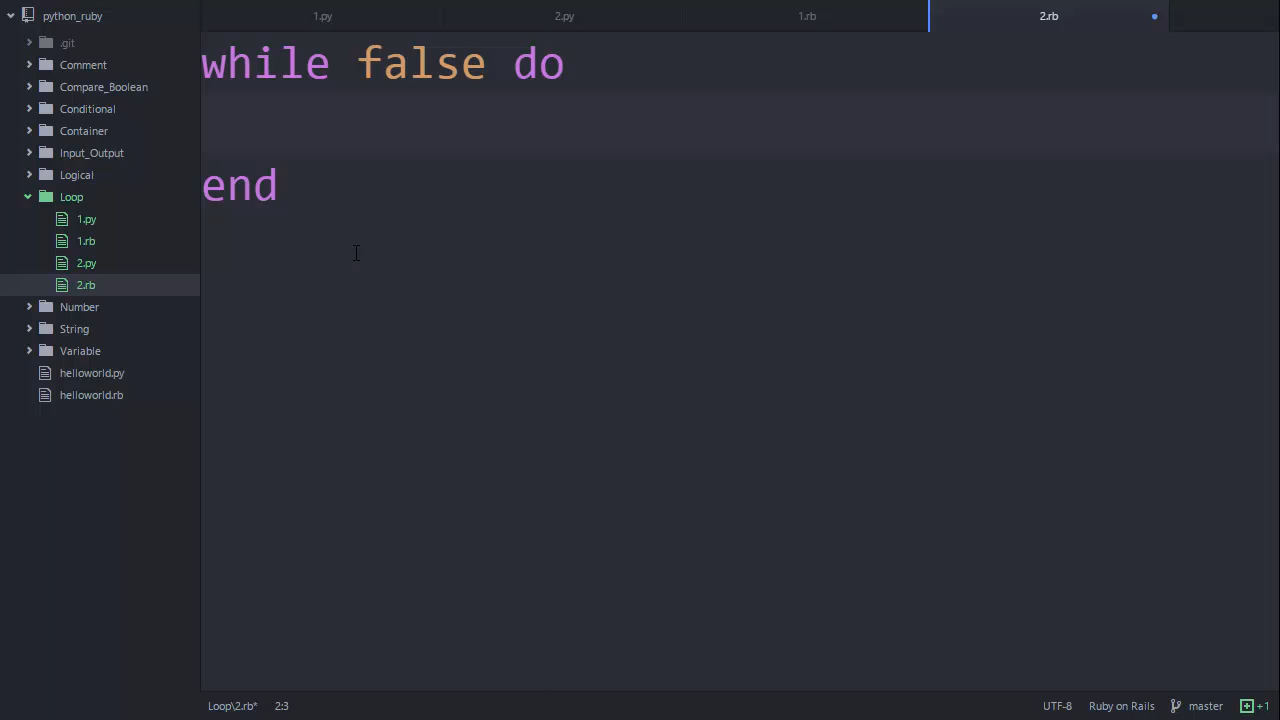 python_ruby
.git
Comment
Compare_Boolean
Conditional
Container
Input_Output
Logical
Loop
1.py
1.rb
2.py
2.rb
Number
String
Variable
helloworld.py
helloworld.rb
1.py 2.py 1.rb 2.rb
while false do
end
Loop\2.rb* 2:3 UTF-8 Ruby on Rails master +1